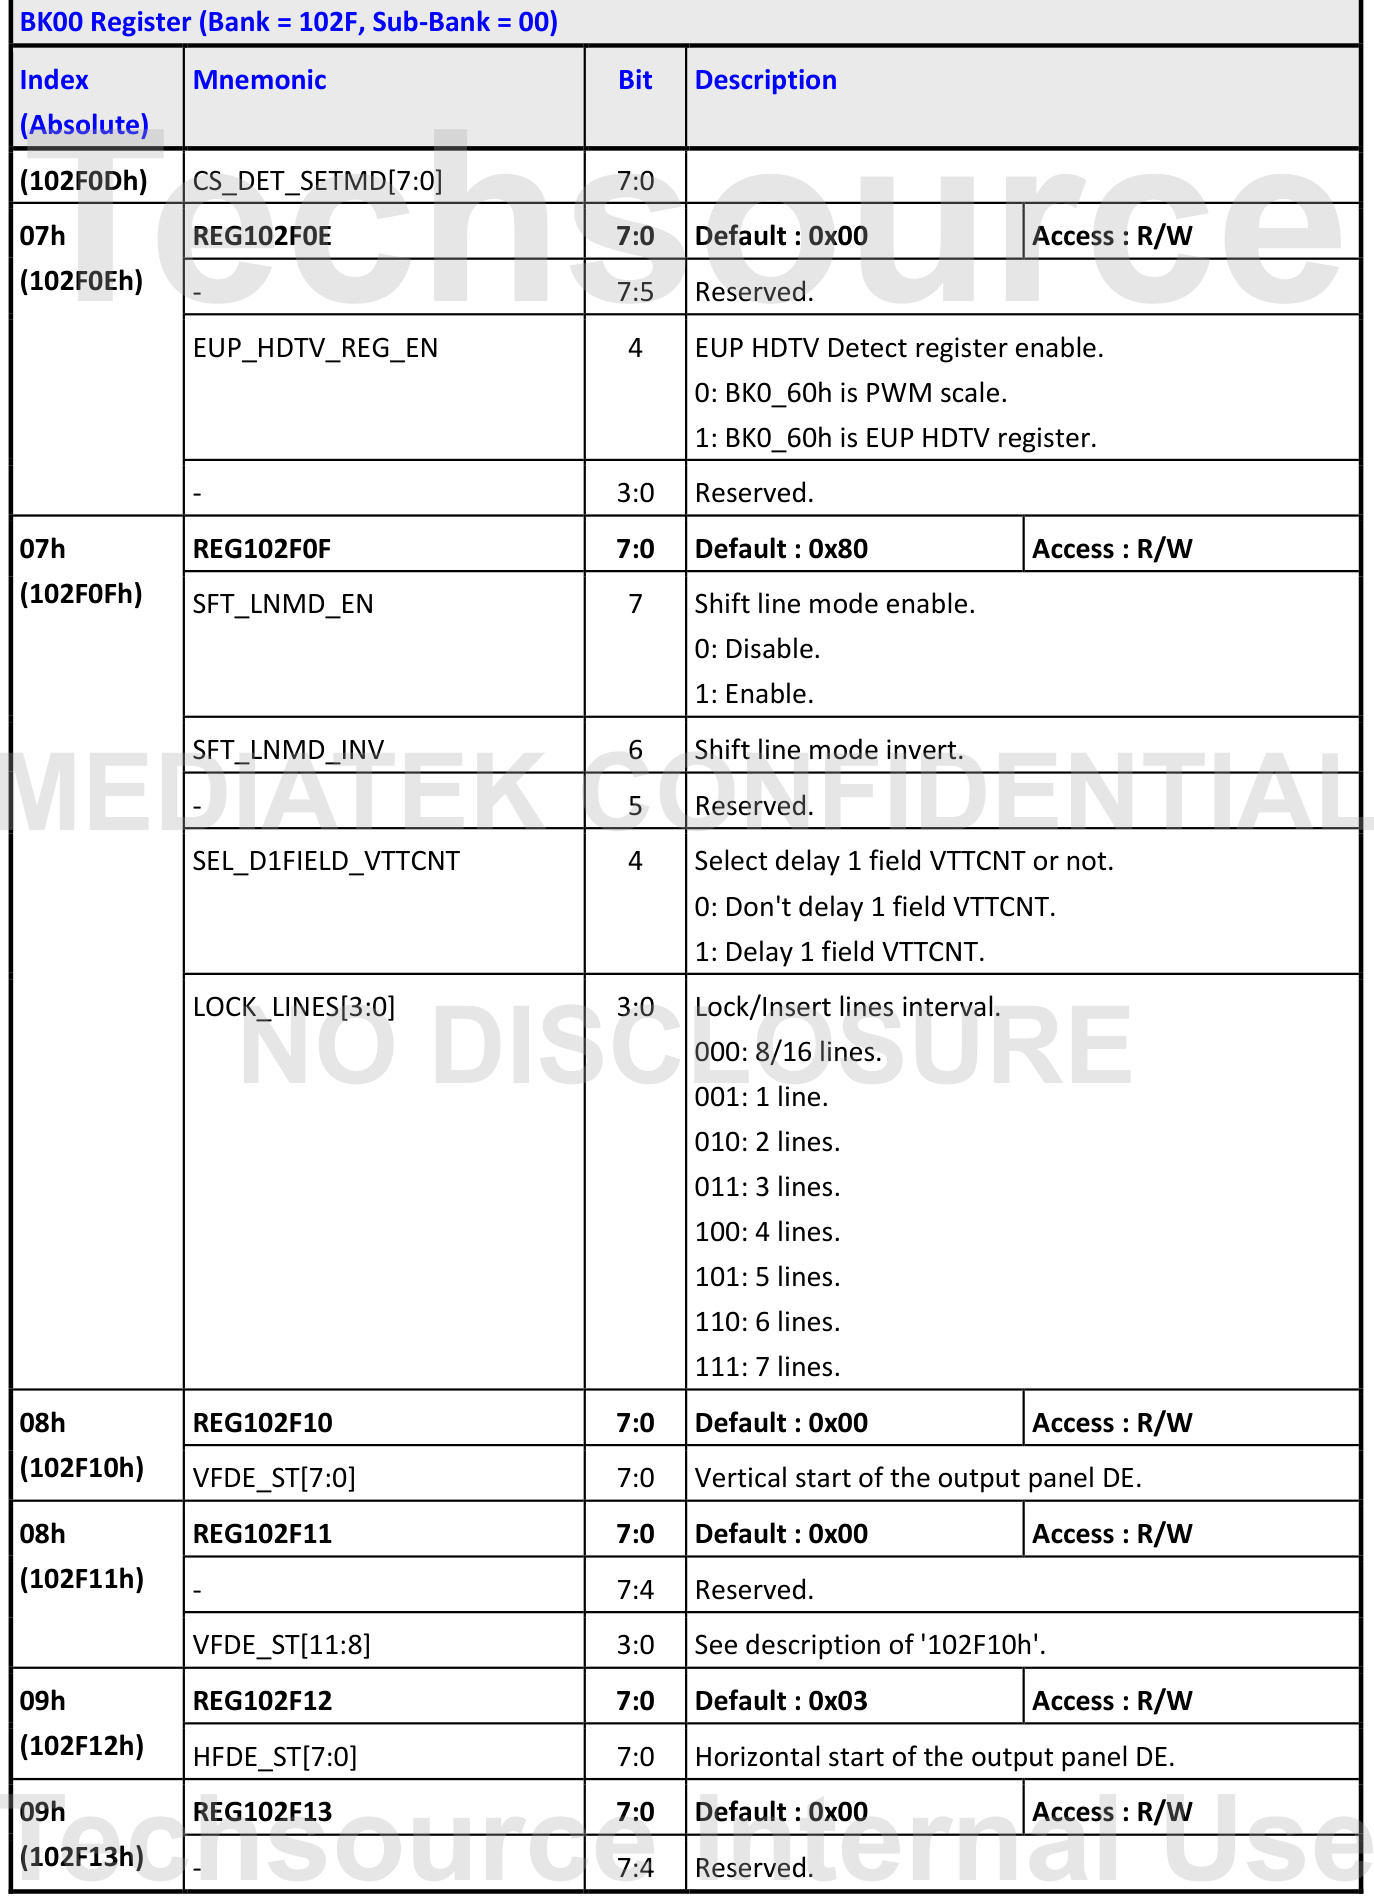 BK00 Register (Bank = 102F, Sub-Bank = 00)
Index (Absolute) Mnemonic Bit Description
(102F0Dh) CS_DET_SETMD[7:0] 7:0
07h (102F0Eh) REG102F0E 7:0 Default : 0x00 Access : R/W
- 7:5 Reserved.
EUP_HDTV_REG_EN 4 EUP HDTV Detect register enable.
0: BK0_60h is PWM scale.
1: BK0_60h is EUP HDTV register.
- 3:0 Reserved.
07h (102F0Fh) REG102F0F 7:0 Default : 0x80 Access : R/W
SFT_LNMD_EN 7 Shift line mode enable.
0: Disable.
1: Enable.
SFT_LNMD_INV 6 Shift line mode invert.
- 5 Reserved.
SEL_D1FIELD_VTTCNT 4 Select delay 1 field VTTCNT or not.
0: Don't delay 1 field VTTCNT.
1: Delay 1 field VTTCNT.
LOCK_LINES[3:0] 3:0 Lock/Insert lines interval.
000: 8/16 lines.
001: 1 line.
010: 2 lines.
011: 3 lines.
100: 4 lines.
101: 5 lines.
110: 6 lines.
111: 7 lines.
08h (102F10h) REG102F10 7:0 Default : 0x00 Access : R/W
VFDE_ST[7:0] 7:0 Vertical start of the output panel DE.
08h (102F11h) REG102F11 7:0 Default : 0x00 Access : R/W
- 7:4 Reserved.
VFDE_ST[11:8] 3:0 See description of '102F10h'.
09h (102F12h) REG102F12 7:0 Default : 0x03 Access : R/W
HFDE_ST[7:0] 7:0 Horizontal start of the output panel DE.
09h (102F13h) REG102F13 7:0 Default : 0x00 Access : R/W
- 7:4 Reserved.
Techsource
MEDIATEK CONFIDENTIAL
NO DISCLOSURE
Techsource Internal Use